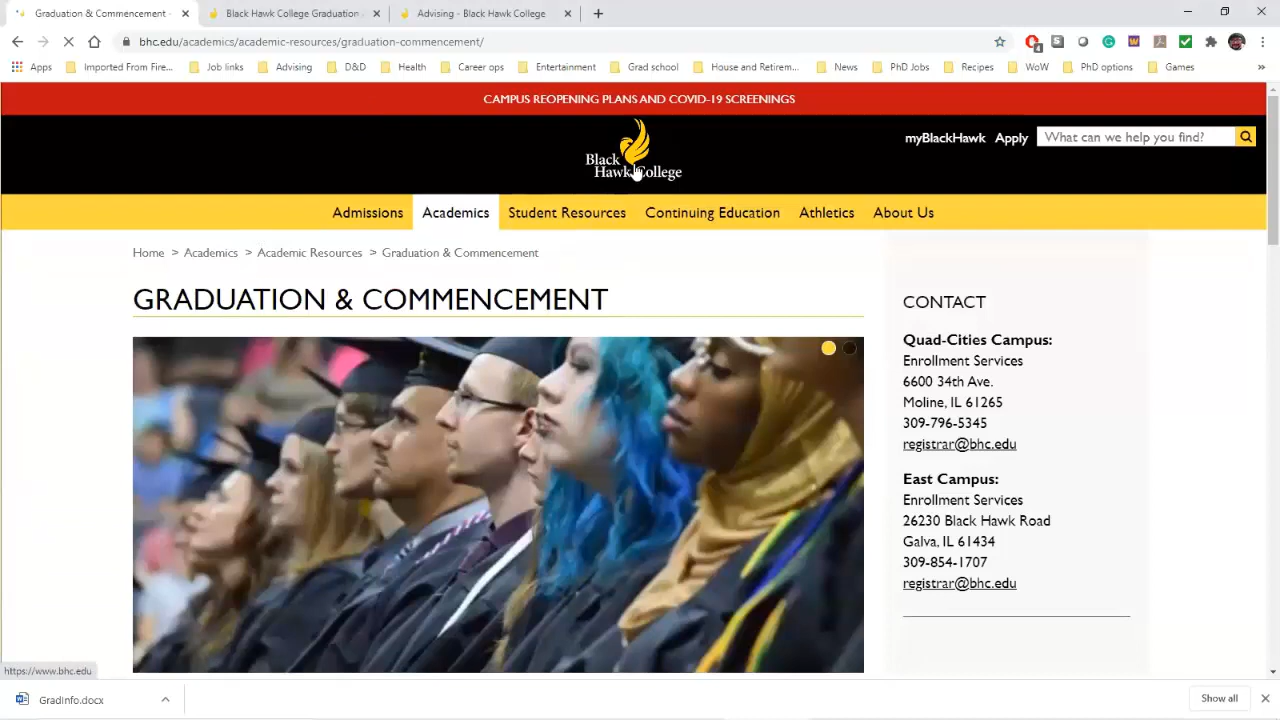 Graduation & Commencement -
Black Hawk College Graduation
Advising - Black Hawk College
bhc.edu/academics/academic-resources/graduation-commencement/
4
Apps Imported From Fire... Job links Advising D&D Health Career ops Entertainment Grad school House and Retirem... News PhD Jobs Recipes WoW PhD options Games »
CAMPUS REOPENING PLANS AND COVID-19 SCREENINGS
Black
Hawk College
myBlackHawk Apply What can we help you find?
Admissions Academics Student Resources Continuing Education Athletics About Us
Home > Academics > Academic Resources > Graduation & Commencement
GRADUATION & COMMENCEMENT
CONTACT
Quad-Cities Campus:
Enrollment Services
6600 34th Ave.
Moline, IL 61265
309-796-5345
registrar@bhc.edu
East Campus:
Enrollment Services
26230 Black Hawk Road
Galva, IL 61434
309-854-1707
registrar@bhc.edu
https://www.bhc.edu
GradInfo.docx
Show all